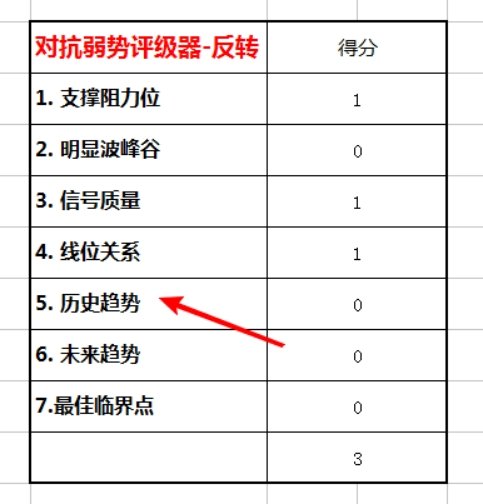 对抗弱势评级器-反转 得分
1. 支撑阻力位 1
2. 明显波峰谷 0
3. 信号质量 1
4. 线位关系 1
5. 历史趋势 0
6. 未来趋势 0
7.最佳临界点 0
3